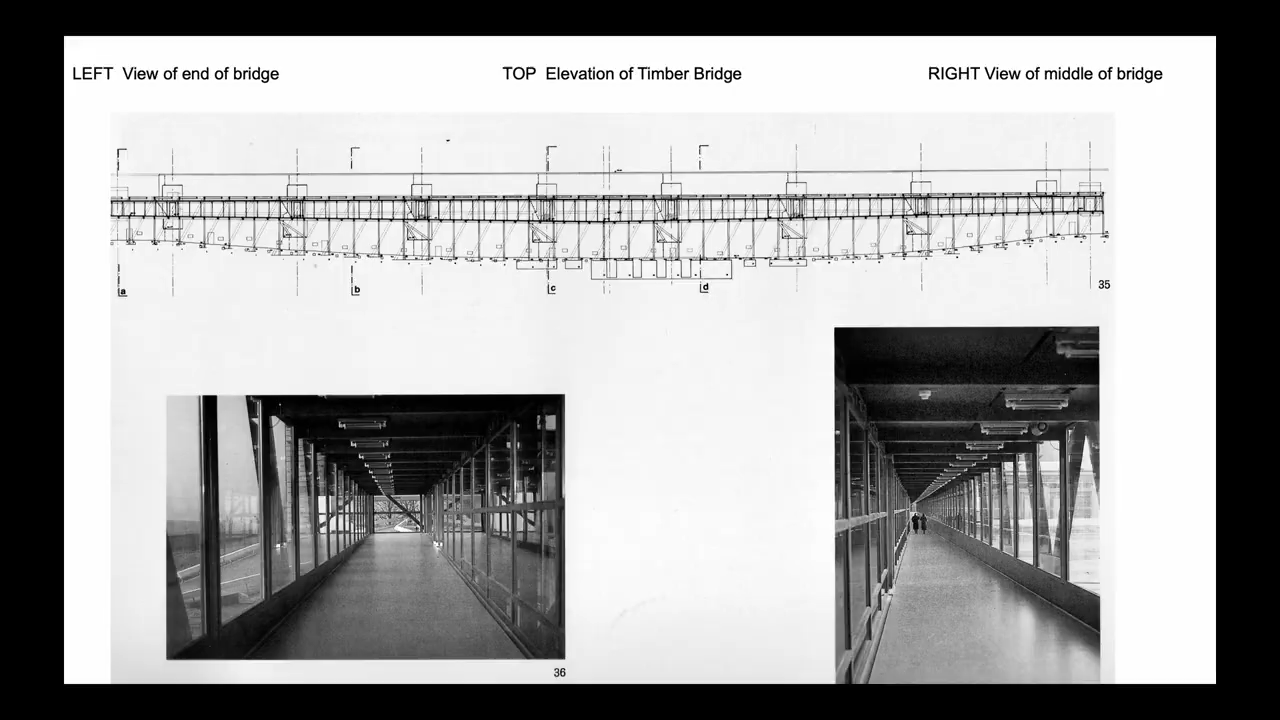 LEFT  View of end of bridge
TOP  Elevation of Timber Bridge
RIGHT View of middle of bridge
a
b
c
d
35
36